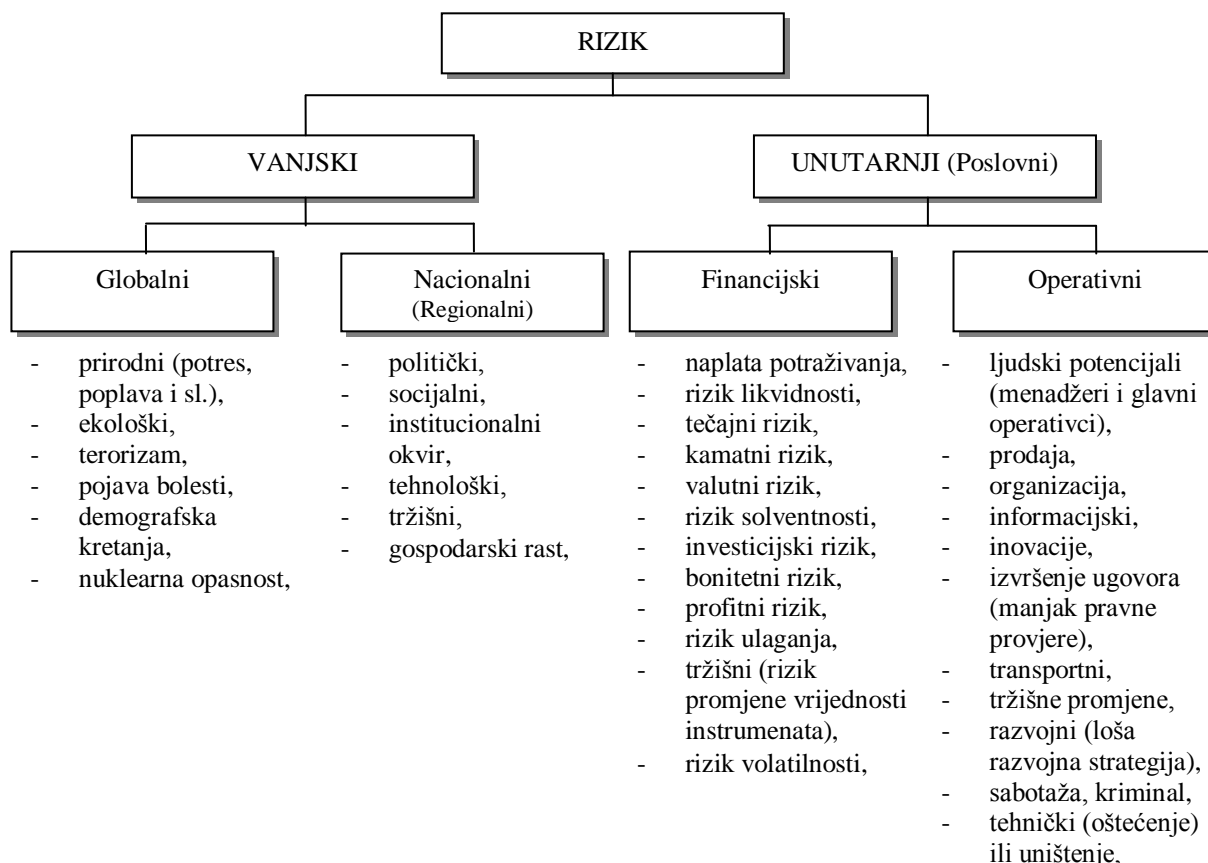 RIZIK
VANJSKI
UNUTARNJI (Poslovni)
Globalni
Nacionalni
(Regionalni)
Financijski
Operativni
- prirodni (potres,
poplava i sl.),
- ekološki,
- terorizam,
- pojava bolesti,
- demografska
kretanja,
- nuklearna opasnost,
- politički,
- socijalni,
- institucionalni
okvir,
- tehnološki,
- tržišni,
- gospodarski rast,
- naplata potraživanja,
- rizik likvidnosti,
- tečajni rizik,
- kamatni rizik,
- valutni rizik,
- rizik solventnosti,
- investicijski rizik,
- bonitetni rizik,
- profitni rizik,
- rizik ulaganja,
- tržišni (rizik
promjene vrijednosti
instrumenata),
- rizik volatilnosti,
- ljudski potencijali
(menadžeri i glavni
operativci),
- prodaja,
- organizacija,
- informacijski,
- inovacije,
- izvršenje ugovora
(manjak pravne
provjere),
- transportni,
- tržišne promjene,
- razvojni (loša
razvojna strategija),
- sabotaža, kriminal,
- tehnički (oštećenje)
ili uništenje,